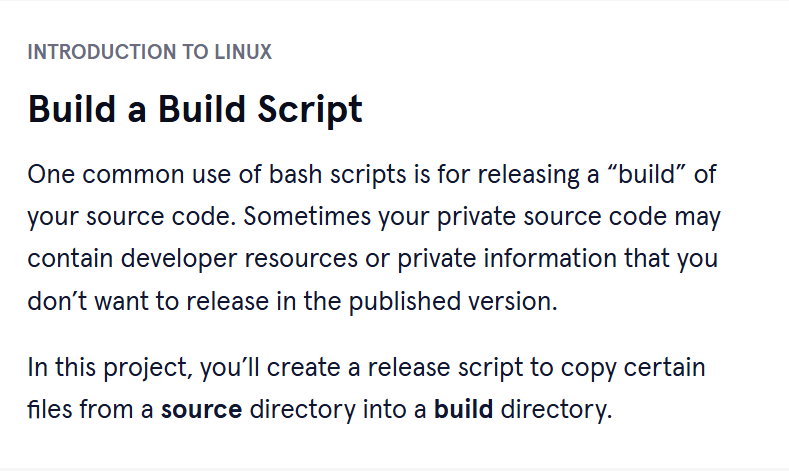 INTRODUCTION TO LINUX
Build a Build Script
One common use of bash scripts is for releasing a “build” of
your source code. Sometimes your private source code may
contain developer resources or private information that you
don’t want to release in the published version.
In this project, you’ll create a release script to copy certain
files from a source directory into a build directory.